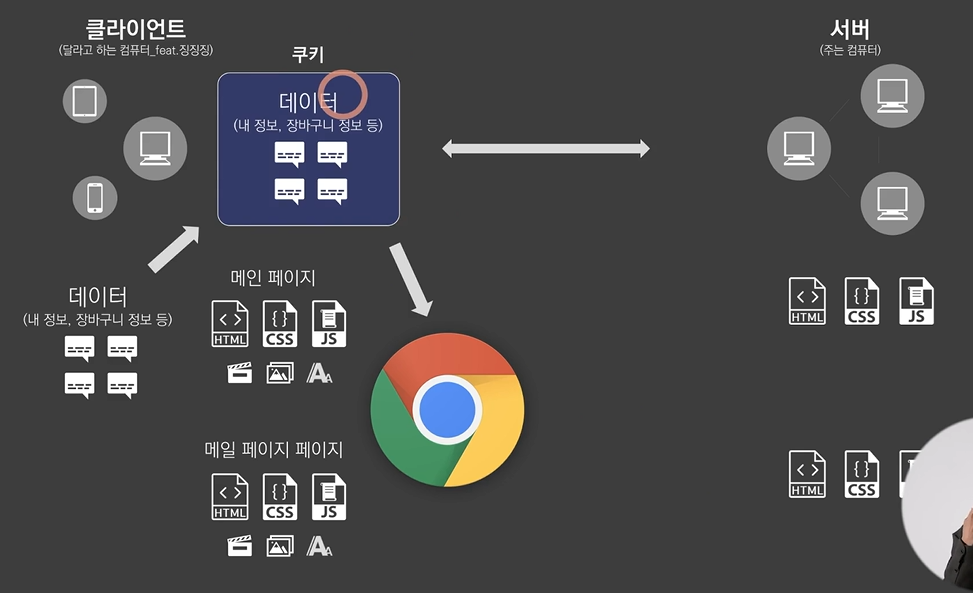 클라이언트
(달라고 하는 컴퓨터_feat.징징징)
쿠키
데이터
(내 정보, 장바구니 정보 등)
서버
(주는 컴퓨터)
데이터
(내 정보, 장바구니 정보 등)
메인 페이지
HTML
{}
CSS
JS
메일 페이지 페이지
HTML
{}
CSS
JS
HTML
{}
CSS
JS
HTML
{}
CSS